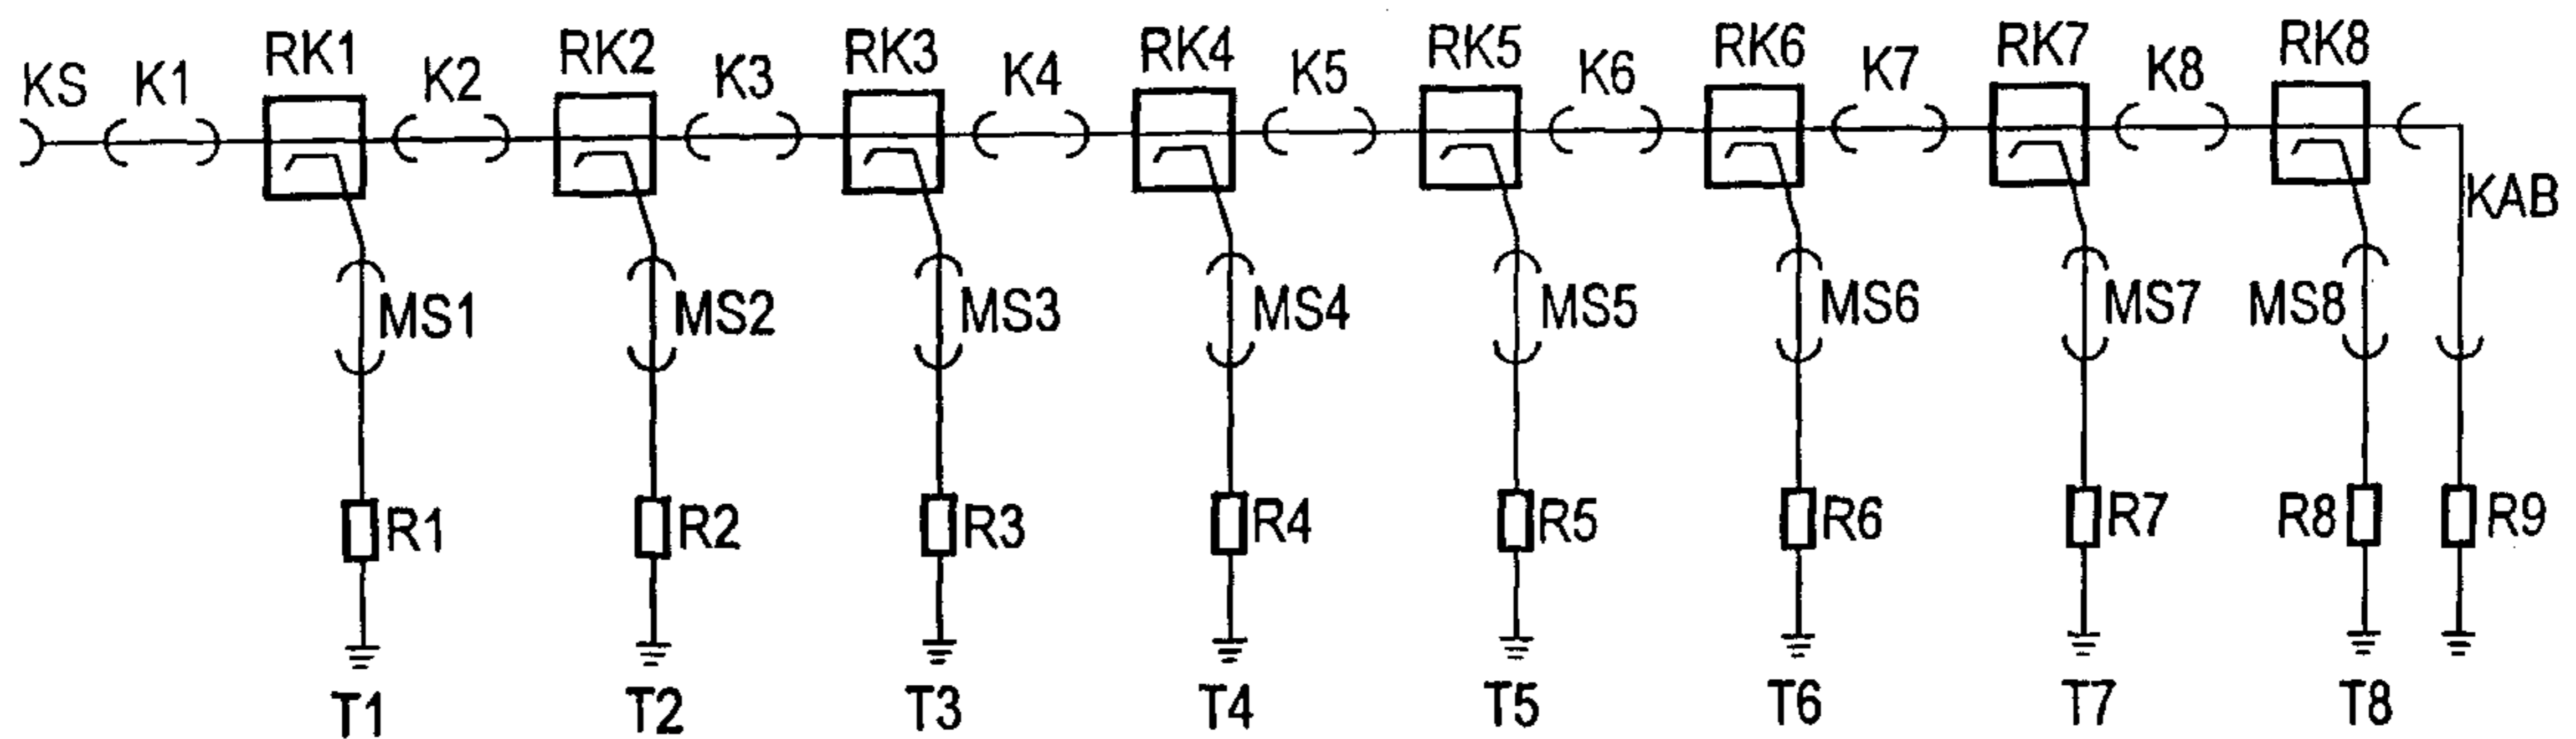 RK1 RK2 RK3 RK4 RK5 RK6 RK7 RK8
KS K1 K2 K3 K4 K5 K6 K7 K8
KAB
MS1 MS2 MS3 MS4 MS5 MS6 MS7 MS8
R1 R2 R3 R4 R5 R6 R7 R8 R9
T1 T2 T3 T4 T5 T6 T7 T8